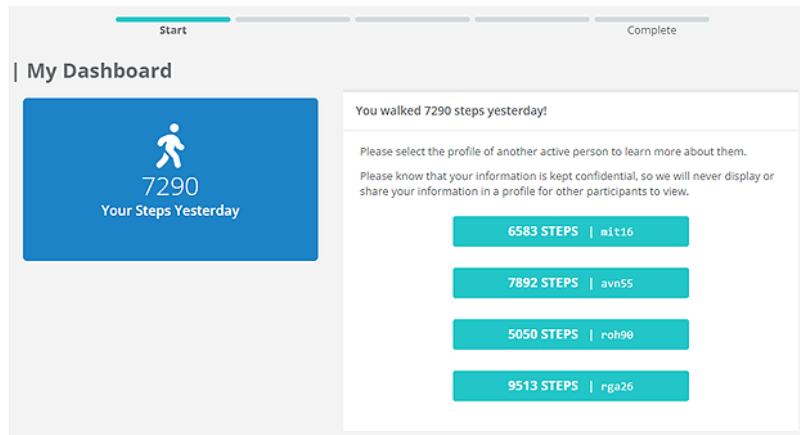 Start
Complete
| My Dashboard
7290
Your Steps Yesterday
You walked 7290 steps yesterday!
Please select the profile of another active person to learn more about them.
Please know that your information is kept confidential, so we will never display or
share your information in a profile for other participants to view.
6583 STEPS | mit16
7892 STEPS | avn55
5050 STEPS | roh90
9513 STEPS | rga26